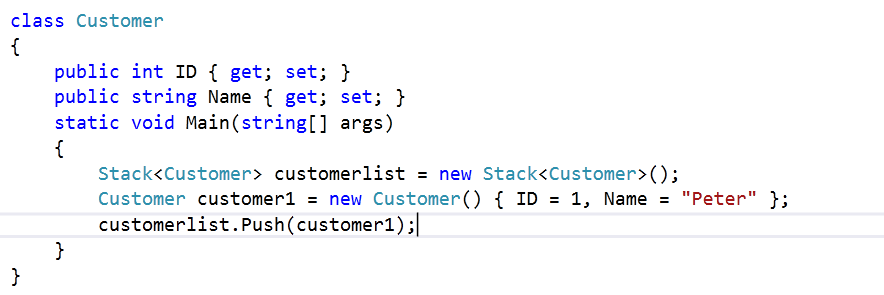 class Customer
{
    public int ID { get; set; }
    public string Name { get; set; }
    static void Main(string[] args)
    {
        Stack<Customer> customerlist = new Stack<Customer>();
        Customer customer1 = new Customer() { ID = 1, Name = "Peter" };
        customerlist.Push(customer1);
    }
}